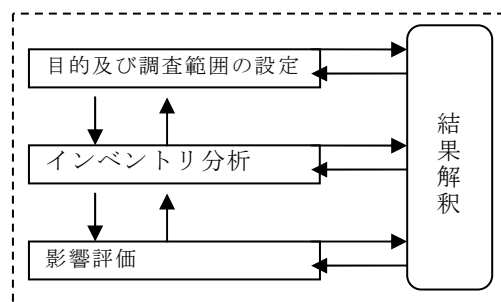 目的及び調査範囲の設定
インベントリ分析
影響評価
結果解釈